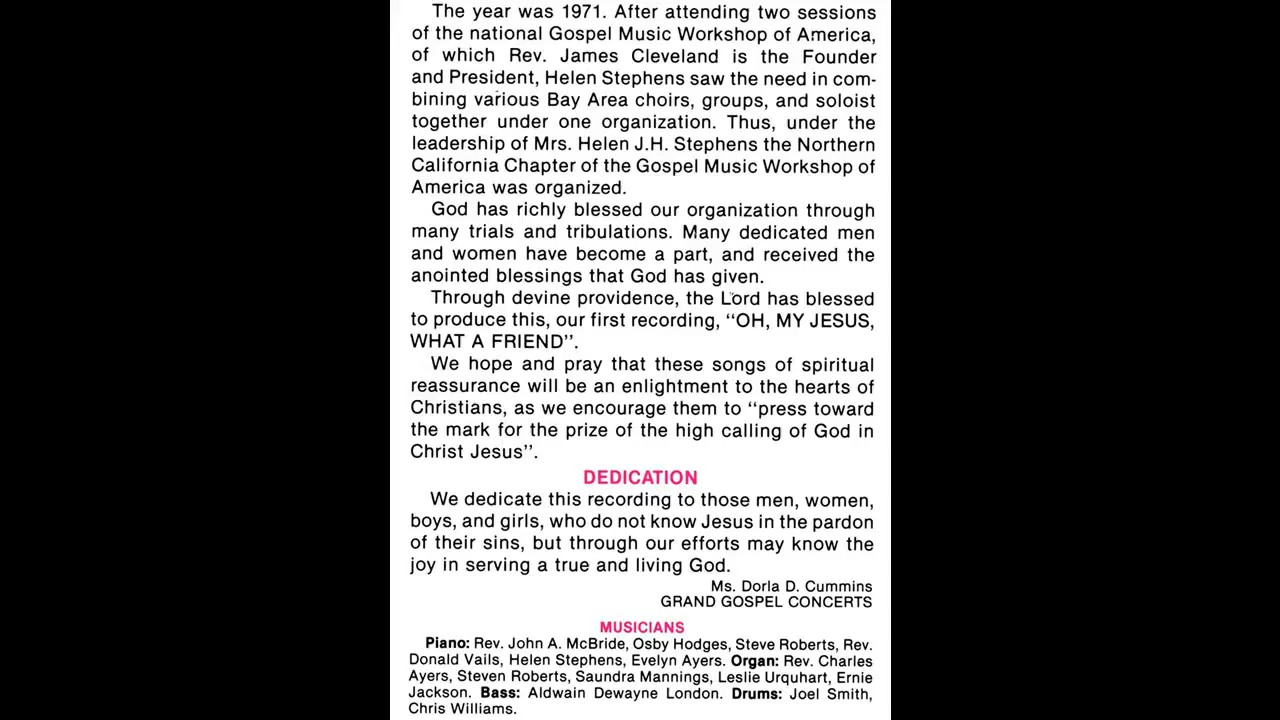 The year was 1971. After attending two sessions
of the national Gospel Music Workshop of America,
of which Rev. James Cleveland is the Founder
and President, Helen Stephens saw the need in com-
bining various Bay Area choirs, groups, and soloist
together under one organization. Thus, under the
leadership of Mrs. Helen J.H. Stephens the Northern
California Chapter of the Gospel Music Workshop of
America was organized.
God has richly blessed our organization through
many trials and tribulations. Many dedicated men
and women have become a part, and received the
anointed blessings that God has given.
Through devine providence, the Lord has blessed
to produce this, our first recording, “OH, MY JESUS,
WHAT A FRIEND”.
We hope and pray that these songs of spiritual
reassurance will be an enlightment to the hearts of
Christians, as we encourage them to “press toward
the mark for the prize of the high calling of God in
Christ Jesus”.
DEDICATION
We dedicate this recording to those men, women,
boys, and girls, who do not know Jesus in the pardon
of their sins, but through our efforts may know the
joy in serving a true and living God.
Ms. Dorla D. Cummins
GRAND GOSPEL CONCERTS
MUSICIANS
Piano: Rev. John A. McBride, Osby Hodges, Steve Roberts, Rev.
Donald Vails, Helen Stephens, Evelyn Ayers. Organ: Rev. Charles
Ayers, Steven Roberts, Saundra Mannings, Leslie Urquhart, Ernie
Jackson. Bass: Aldwain Dewayne London. Drums: Joel Smith,
Chris Williams.